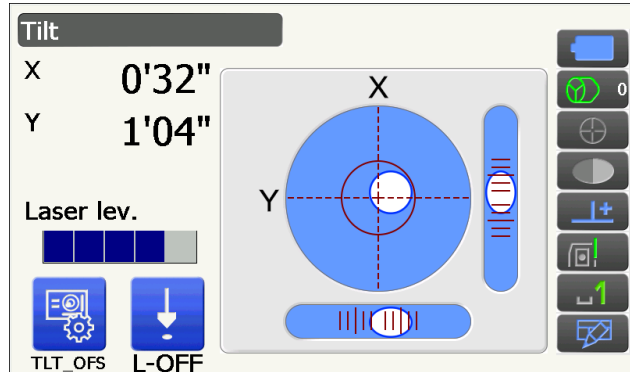 Tilt
X 0'32"
Y 1'04"
X
Y
Laser lev.
TLT_OFS
L-OFF
0
1